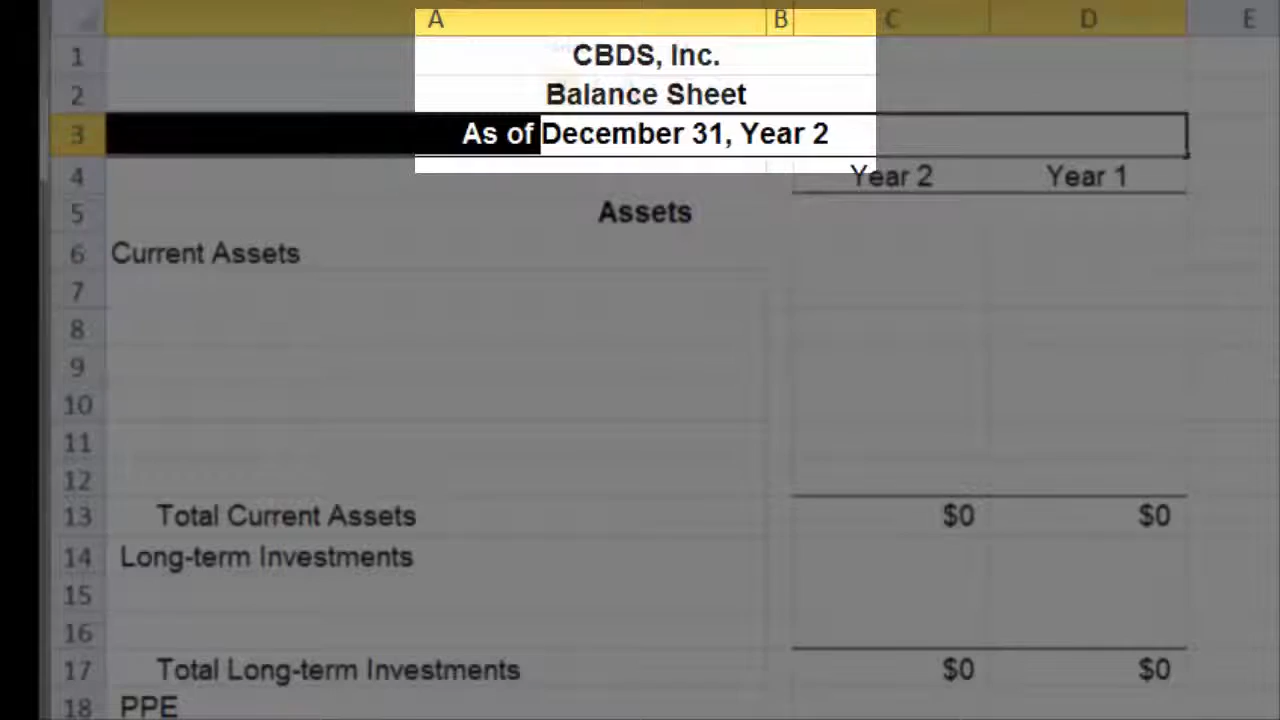 A B C D E
1 CBDS, Inc.
2 Balance Sheet
3 As of December 31, Year 2
4 Year 2 Year 1
5 Assets
6 Current Assets
7
8
9
10
11
12
13 Total Current Assets $0 $0
14 Long-term Investments
15
16
17 Total Long-term Investments $0 $0
18 PPE